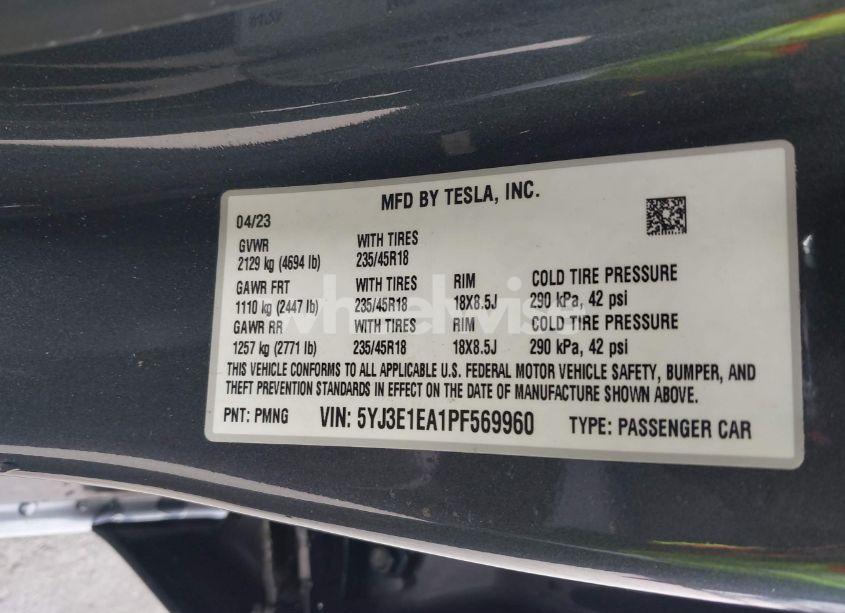 MFD BY TESLA, INC.
04/23
GVWR WITH TIRES
2129 kg (4694 lb) 235/45R18
GAWR FRT WITH TIRES RIM COLD TIRE PRESSURE
1110 kg (2447 lb) 235/45R18 18X8.5J 290 kPa, 42 psi
GAWR RR WITH TIRES RIM COLD TIRE PRESSURE
1257 kg (2771 lb) 235/45R18 18X8.5J 290 kPa, 42 psi
THIS VEHICLE CONFORMS TO ALL APPLICABLE U.S. FEDERAL MOTOR VEHICLE SAFETY, BUMPER, AND
THEFT PREVENTION STANDARDS IN EFFECT ON THE DATE OF MANUFACTURE SHOWN ABOVE.
PNT: PMNG VIN: 5YJ3E1EA1PF569960 TYPE: PASSENGER CAR
wheelwise